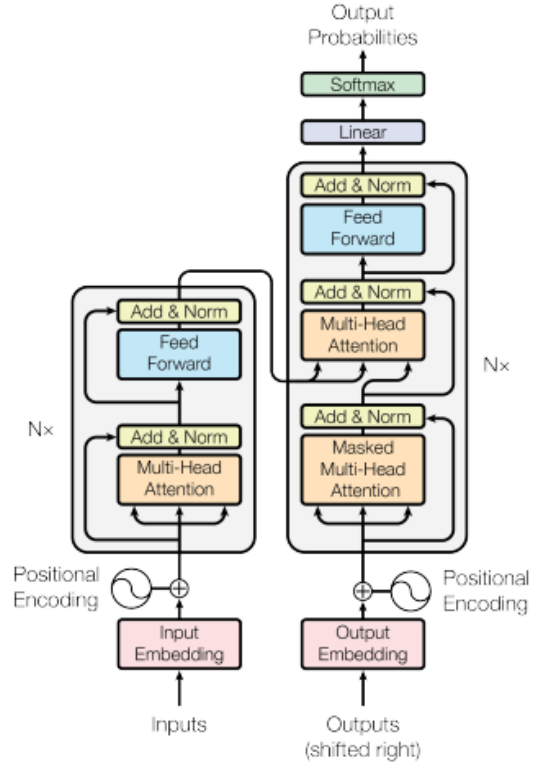 Output
Probabilities
Softmax
Linear
Add & Norm
Feed
Forward
Add & Norm
Multi-Head
Attention
Add & Norm
Masked
Multi-Head
Attention
N×
Add & Norm
Feed
Forward
Add & Norm
Multi-Head
Attention
N×
Positional
Encoding
Positional
Encoding
Input
Embedding
Output
Embedding
Inputs
Outputs
(shifted right)